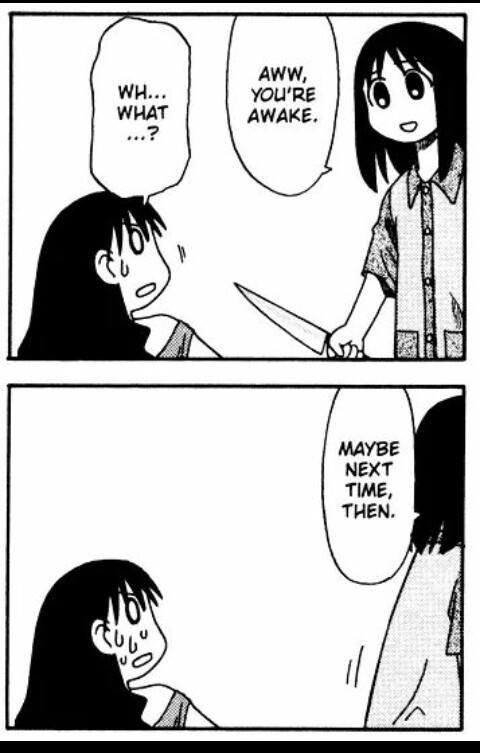 AWW,
YOU'RE
AWAKE.
WH...
WHAT
...?
MAYBE
NEXT
TIME,
THEN.